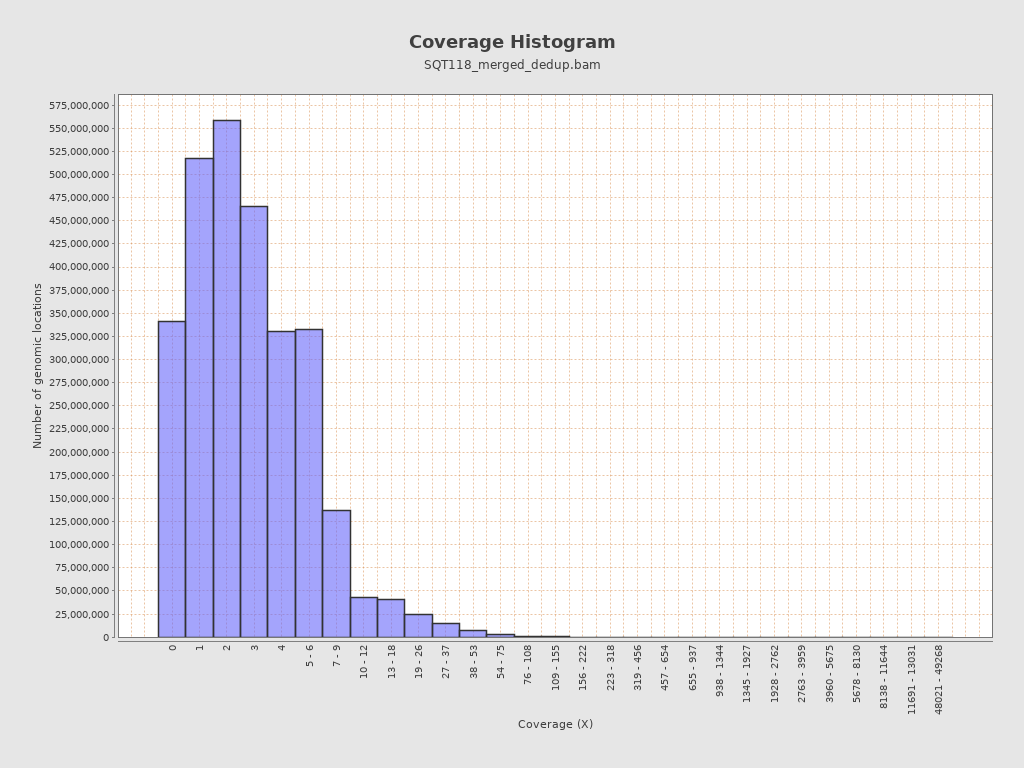 Coverage Histogram
SQT118_merged_dedup.bam
Number of genomic locations
575,000,000
550,000,000
525,000,000
500,000,000
475,000,000
450,000,000
425,000,000
400,000,000
375,000,000
350,000,000
325,000,000
300,000,000
275,000,000
250,000,000
225,000,000
200,000,000
175,000,000
150,000,000
125,000,000
100,000,000
75,000,000
50,000,000
25,000,000
0
0
1
2
3
4
5 - 6
7 - 9
10 - 12
13 - 18
19 - 26
27 - 37
38 - 53
54 - 75
76 - 108
109 - 155
156 - 222
223 - 318
319 - 456
457 - 654
655 - 937
938 - 1344
1345 - 1927
1928 - 2762
2763 - 3959
3960 - 5675
5678 - 8130
8138 - 11644
11691 - 13031
48021 - 49268
Coverage (X)